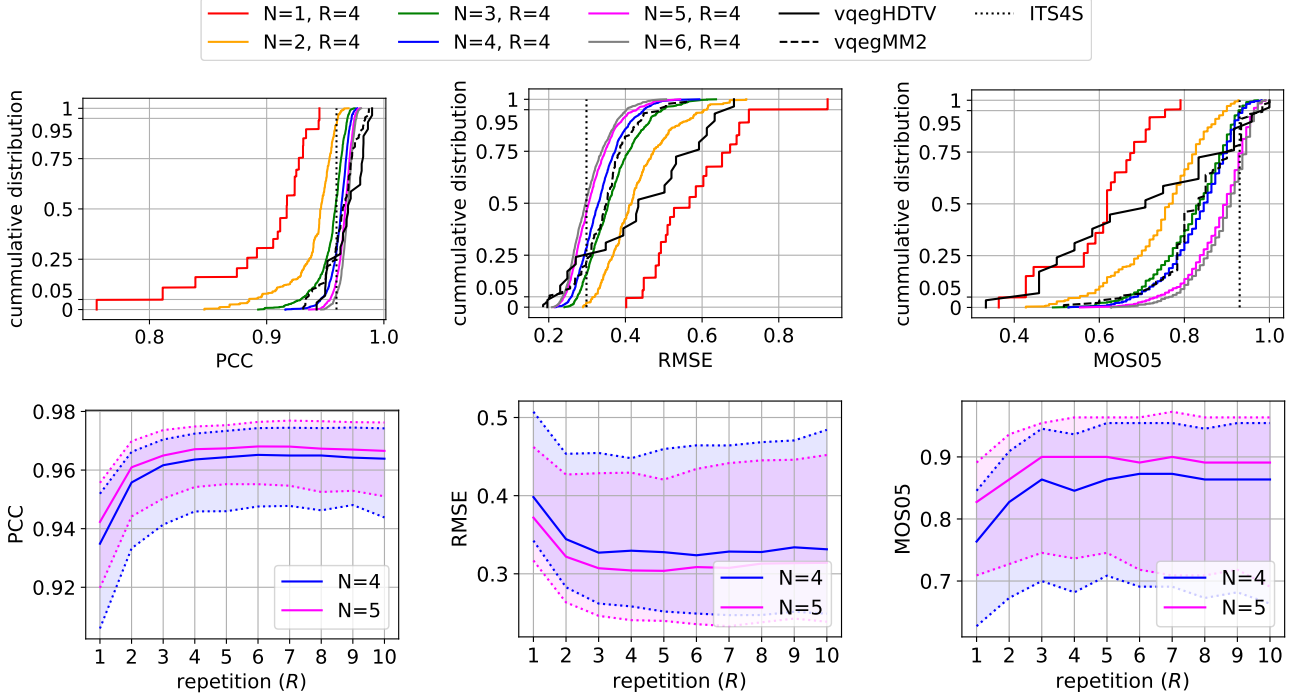 N=1, R=4 N=3, R=4 N=5, R=4 vqegHDTV ITS4S
N=2, R=4 N=4, R=4 N=6, R=4 vqegMM2
cummulative distribution
1
0.95
0.75
0.5
0.25
0.05
0
0.8 0.9 1.0
PCC
cummulative distribution
1
0.95
0.75
0.5
0.25
0.05
0
0.2 0.4 0.6 0.8
RMSE
cummulative distribution
1
0.95
0.75
0.5
0.25
0.05
0
0.4 0.6 0.8 1.0
MOS05
PCC
0.98
0.96
0.94
0.92
N=4
N=5
1 2 3 4 5 6 7 8 9 10
repetition (R)
RMSE
0.5
0.4
0.3
N=4
N=5
1 2 3 4 5 6 7 8 9 10
repetition (R)
MOS05
0.9
0.8
0.7
N=4
N=5
1 2 3 4 5 6 7 8 9 10
repetition (R)